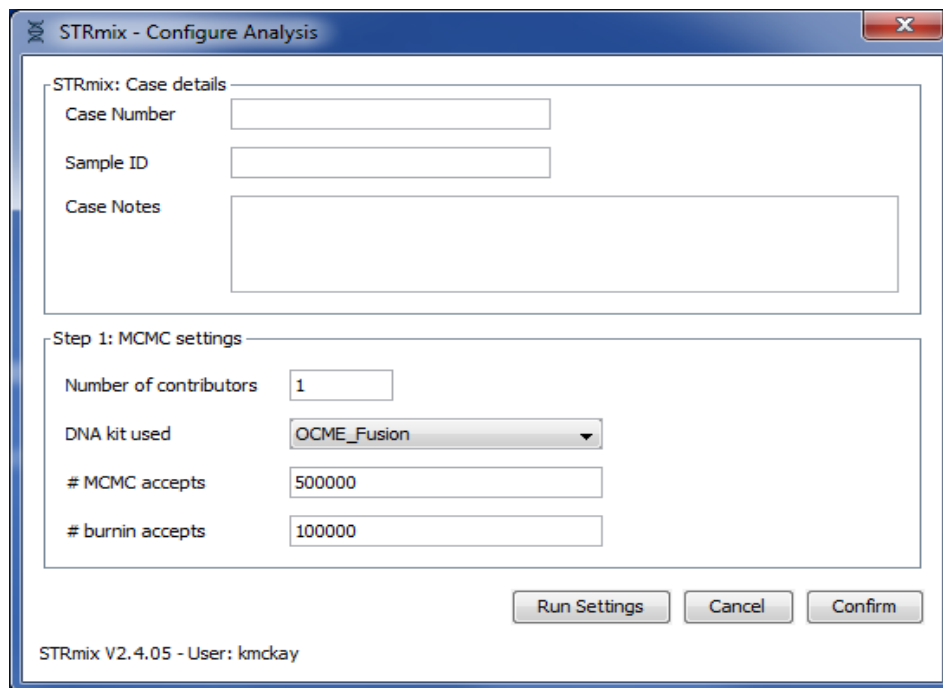 STRmix - Configure Analysis
STRmix: Case details
Case Number
Sample ID
Case Notes
Step 1: MCMC settings
Number of contributors 1
DNA kit used OCME_Fusion
# MCMC accepts 500000
# burnin accepts 100000
Run Settings Cancel Confirm
STRmix V2.4.05 - User: kmckay